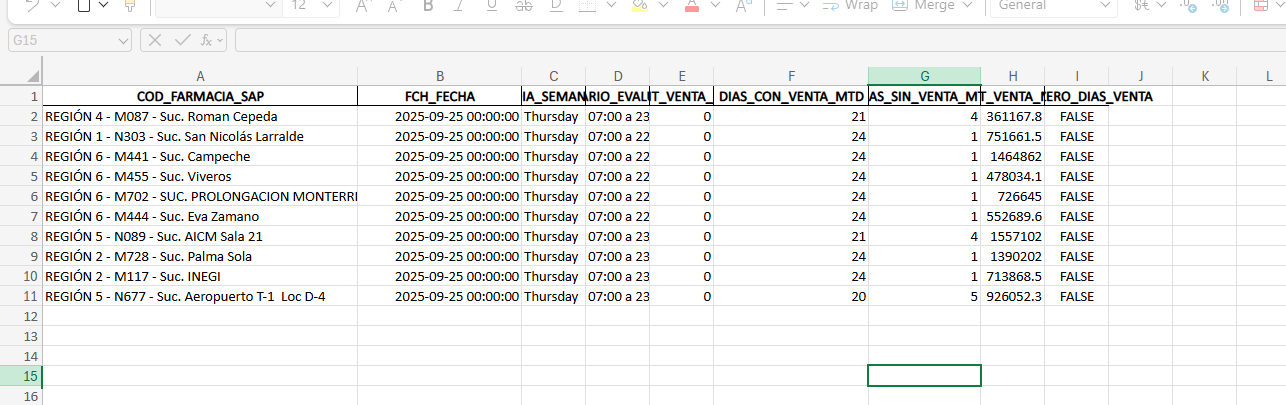 12 A A B I U ab D A A Wrap Merge General $€
G15 fx
A B C D E F G H I J K L
1 COD_FARMACIA_SAP FCH_FECHA IA_SEMAN ARIO_EVALU T_VENTA_ DIAS_CON_VENTA_MTD AS_SIN_VENTA_MT T_VENTA_M ERO_DIAS_VENTA
2 REGIÓN 4 - M087 - Suc. Roman Cepeda 2025-09-25 00:00:00 Thursday 07:00 a 23 0 21 4 361167.8 FALSE
3 REGIÓN 1 - N303 - Suc. San Nicolás Larralde 2025-09-25 00:00:00 Thursday 07:00 a 22 0 24 1 751661.5 FALSE
4 REGIÓN 6 - M441 - Suc. Campeche 2025-09-25 00:00:00 Thursday 07:00 a 22 0 24 1 1464862 FALSE
5 REGIÓN 6 - M455 - Suc. Viveros 2025-09-25 00:00:00 Thursday 07:00 a 22 0 24 1 478034.1 FALSE
6 REGIÓN 6 - M702 - SUC. PROLONGACION MONTERRI 2025-09-25 00:00:00 Thursday 07:00 a 22 0 24 1 726645 FALSE
7 REGIÓN 6 - M444 - Suc. Eva Zamano 2025-09-25 00:00:00 Thursday 07:00 a 22 0 24 1 552689.6 FALSE
8 REGIÓN 5 - N089 - Suc. AICM Sala 21 2025-09-25 00:00:00 Thursday 07:00 a 23 0 21 4 1557102 FALSE
9 REGIÓN 2 - M728 - Suc. Palma Sola 2025-09-25 00:00:00 Thursday 07:00 a 23 0 24 1 1390202 FALSE
10 REGIÓN 2 - M117 - Suc. INEGI 2025-09-25 00:00:00 Thursday 07:00 a 23 0 24 1 713868.5 FALSE
11 REGIÓN 5 - N677 - Suc. Aeropuerto T-1 Loc D-4 2025-09-25 00:00:00 Thursday 07:00 a 23 0 20 5 926052.3 FALSE
12
13
14
15
16